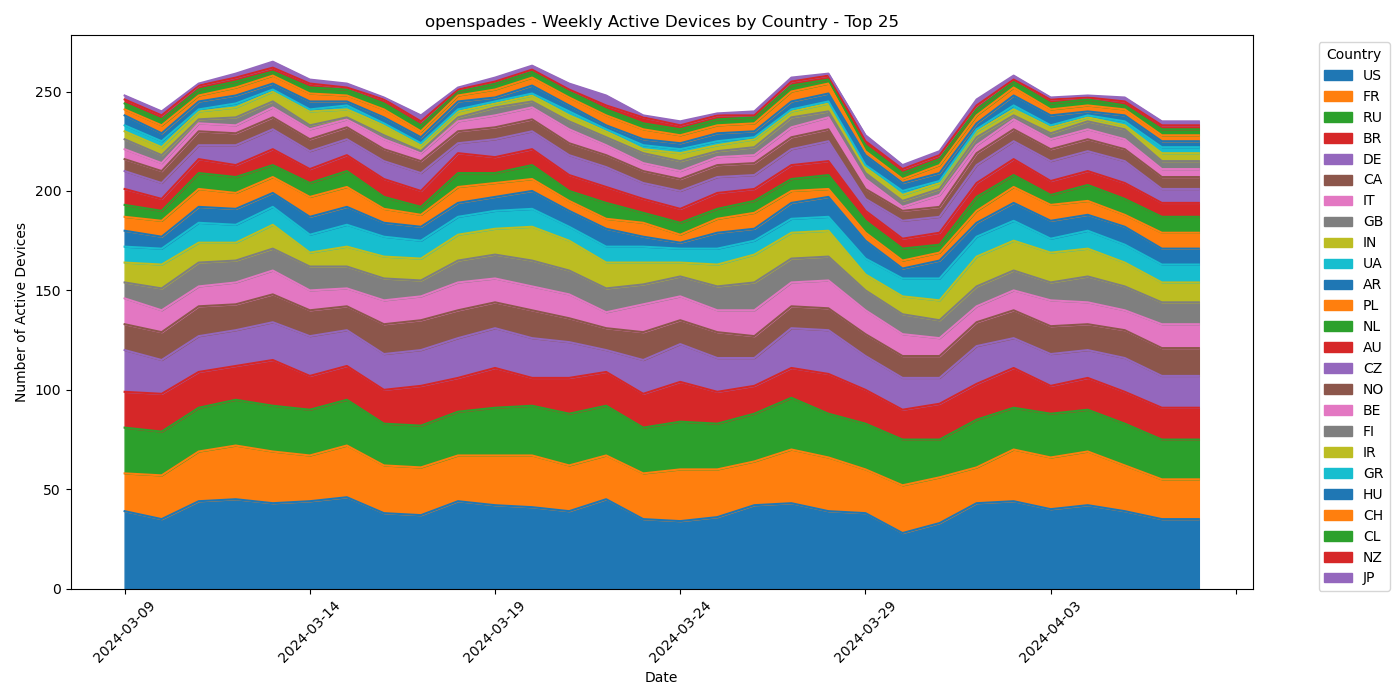 openspades - Weekly Active Devices by Country - Top 25
Number of Active Devices
250
200
150
100
50
0
2024-03-09
2024-03-14
2024-03-19
2024-03-24
2024-03-29
2024-04-03
Date
Country
US
FR
RU
BR
DE
CA
IT
GB
IN
UA
AR
PL
NL
AU
CZ
NO
BE
FI
IR
GR
HU
CH
CL
NZ
JP